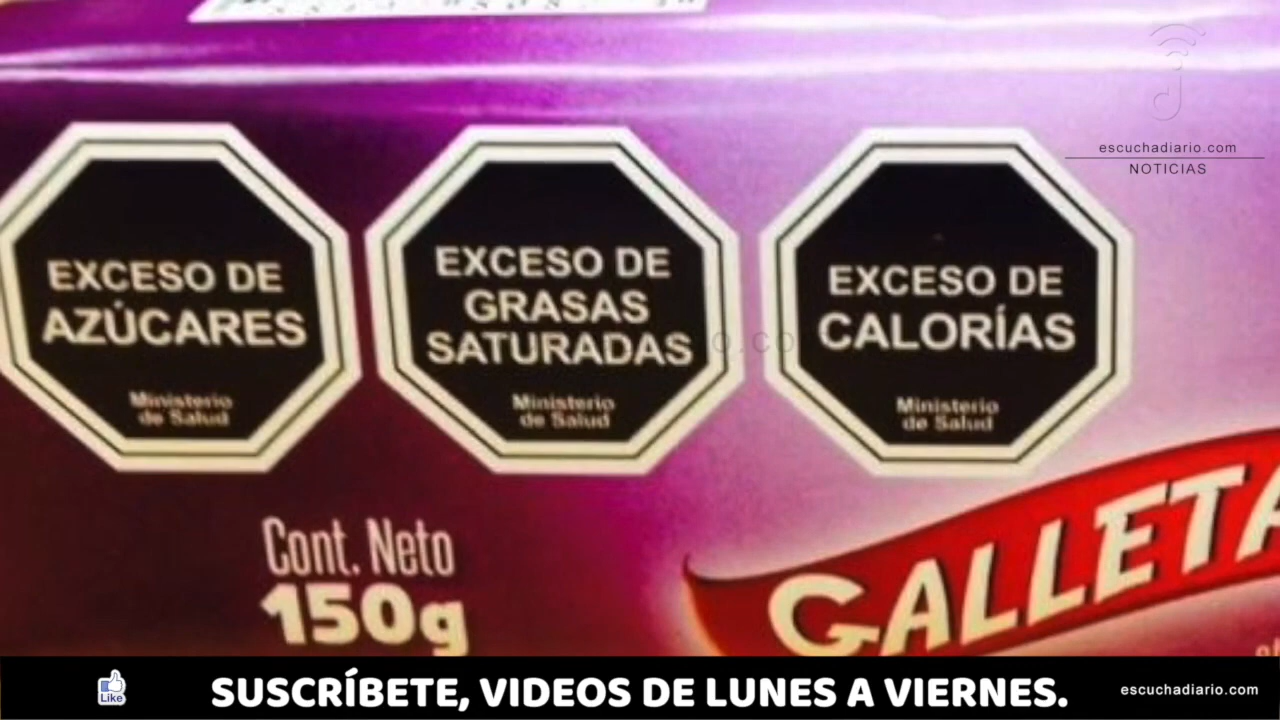 escuchadiario.com
NOTICIAS
EXCESO DE
AZÚCARES
Ministerio
de Salud
EXCESO DE
GRASAS
SATURADAS
Ministerio
de Salud
EXCESO DE
CALORÍAS
Ministerio
de Salud
Cont. Neto
150g
GALLETA
Like
SUSCRÍBETE, VIDEOS DE LUNES A VIERNES.
escuchadiario.com